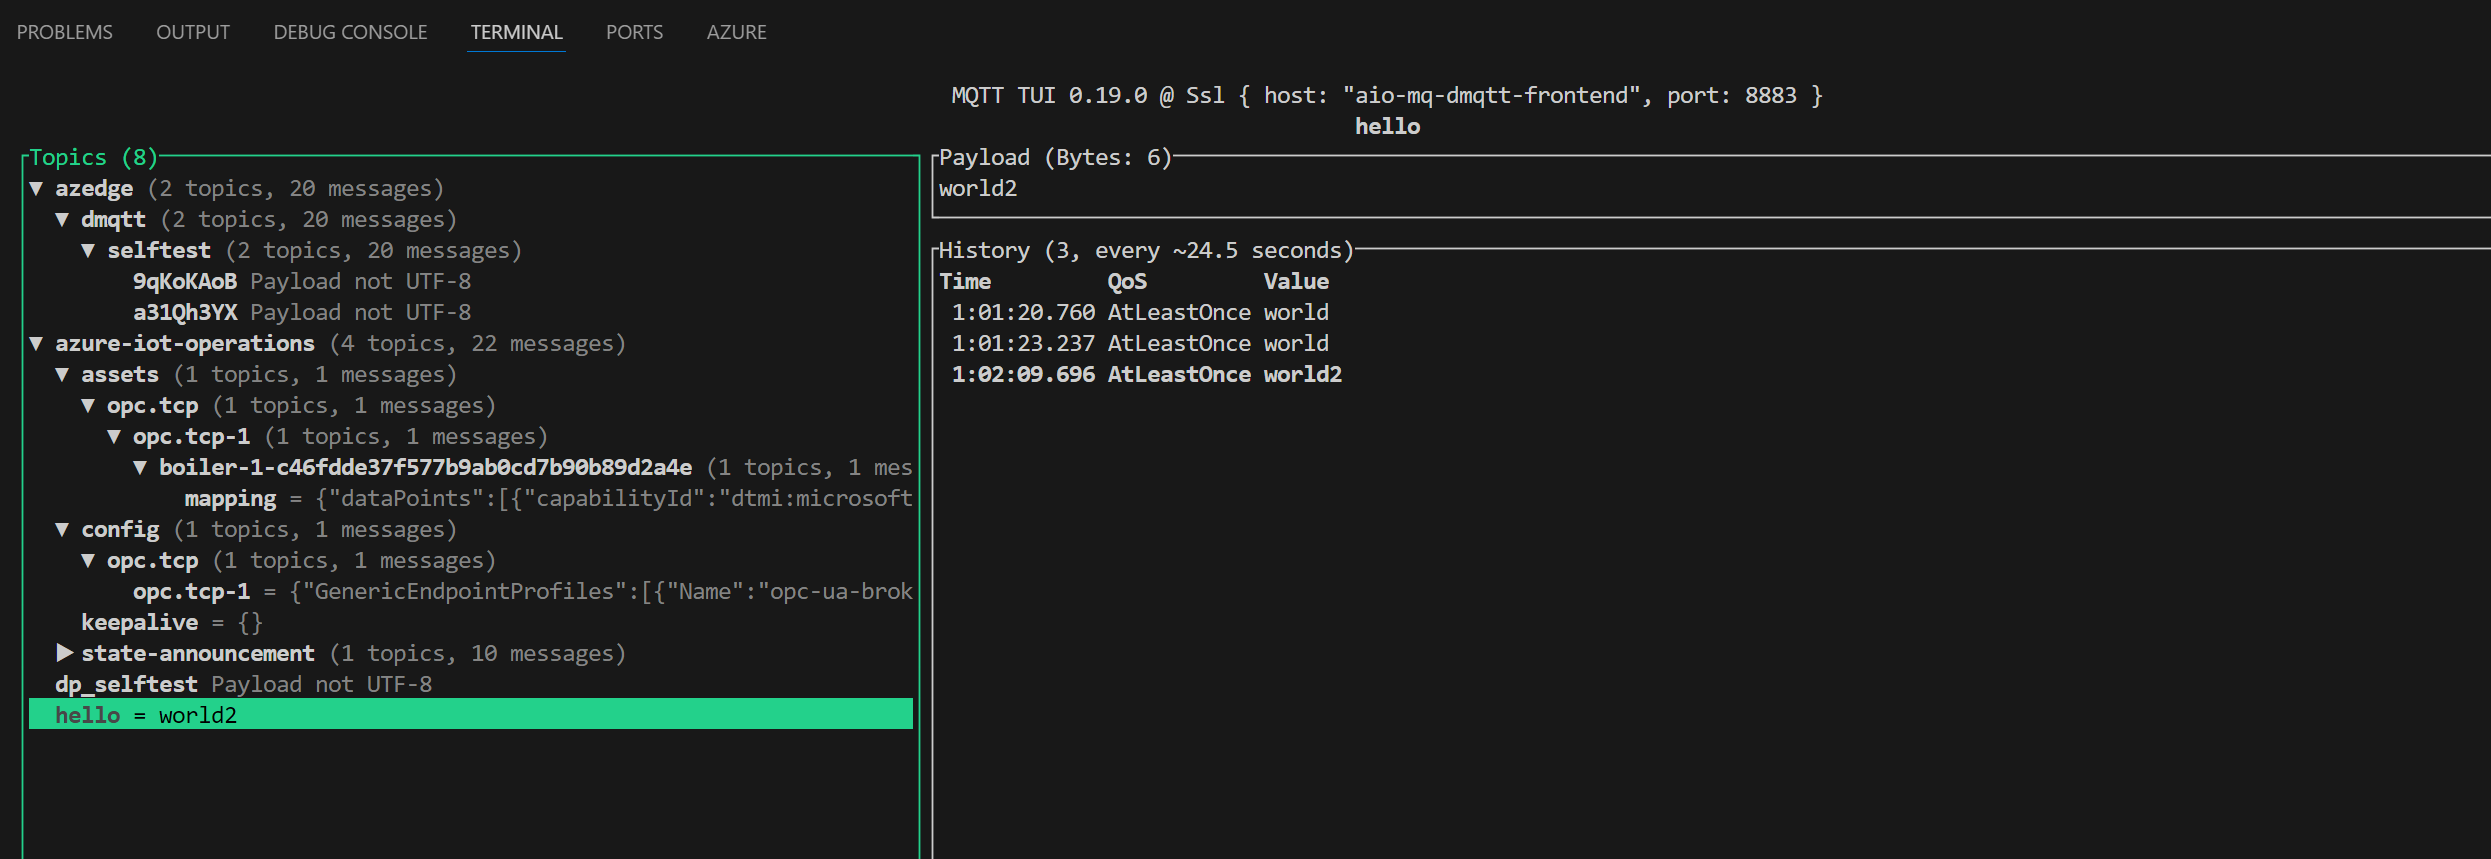 PROBLEMS OUTPUT DEBUG CONSOLE TERMINAL PORTS AZURE
MQTT TUI 0.19.0 @ Ssl { host: "aio-mq-dmqtt-frontend", port: 8883 }
hello
Topics (8)
▼ azedge (2 topics, 20 messages)
▼ dmqtt (2 topics, 20 messages)
▼ selftest (2 topics, 20 messages)
9qKoKAoB Payload not UTF-8
a31Qh3YX Payload not UTF-8
▼ azure-iot-operations (4 topics, 22 messages)
▼ assets (1 topics, 1 messages)
▼ opc.tcp (1 topics, 1 messages)
▼ opc.tcp-1 (1 topics, 1 messages)
▼ boiler-1-c46fdde37f577b9ab0cd7b90b89d2a4e (1 topics, 1 mes
mapping = {"dataPoints":[{"capabilityId":"dtmi:microsoft
▼ config (1 topics, 1 messages)
▼ opc.tcp (1 topics, 1 messages)
opc.tcp-1 = {"GenericEndpointProfiles":[{"Name":"opc-ua-brok
keepalive = {}
▶ state-announcement (1 topics, 10 messages)
dp_selftest Payload not UTF-8
hello = world2
Payload (Bytes: 6)
world2
History (3, every ~24.5 seconds)
Time QoS Value
1:01:20.760 AtLeastOnce world
1:01:23.237 AtLeastOnce world
1:02:09.696 AtLeastOnce world2